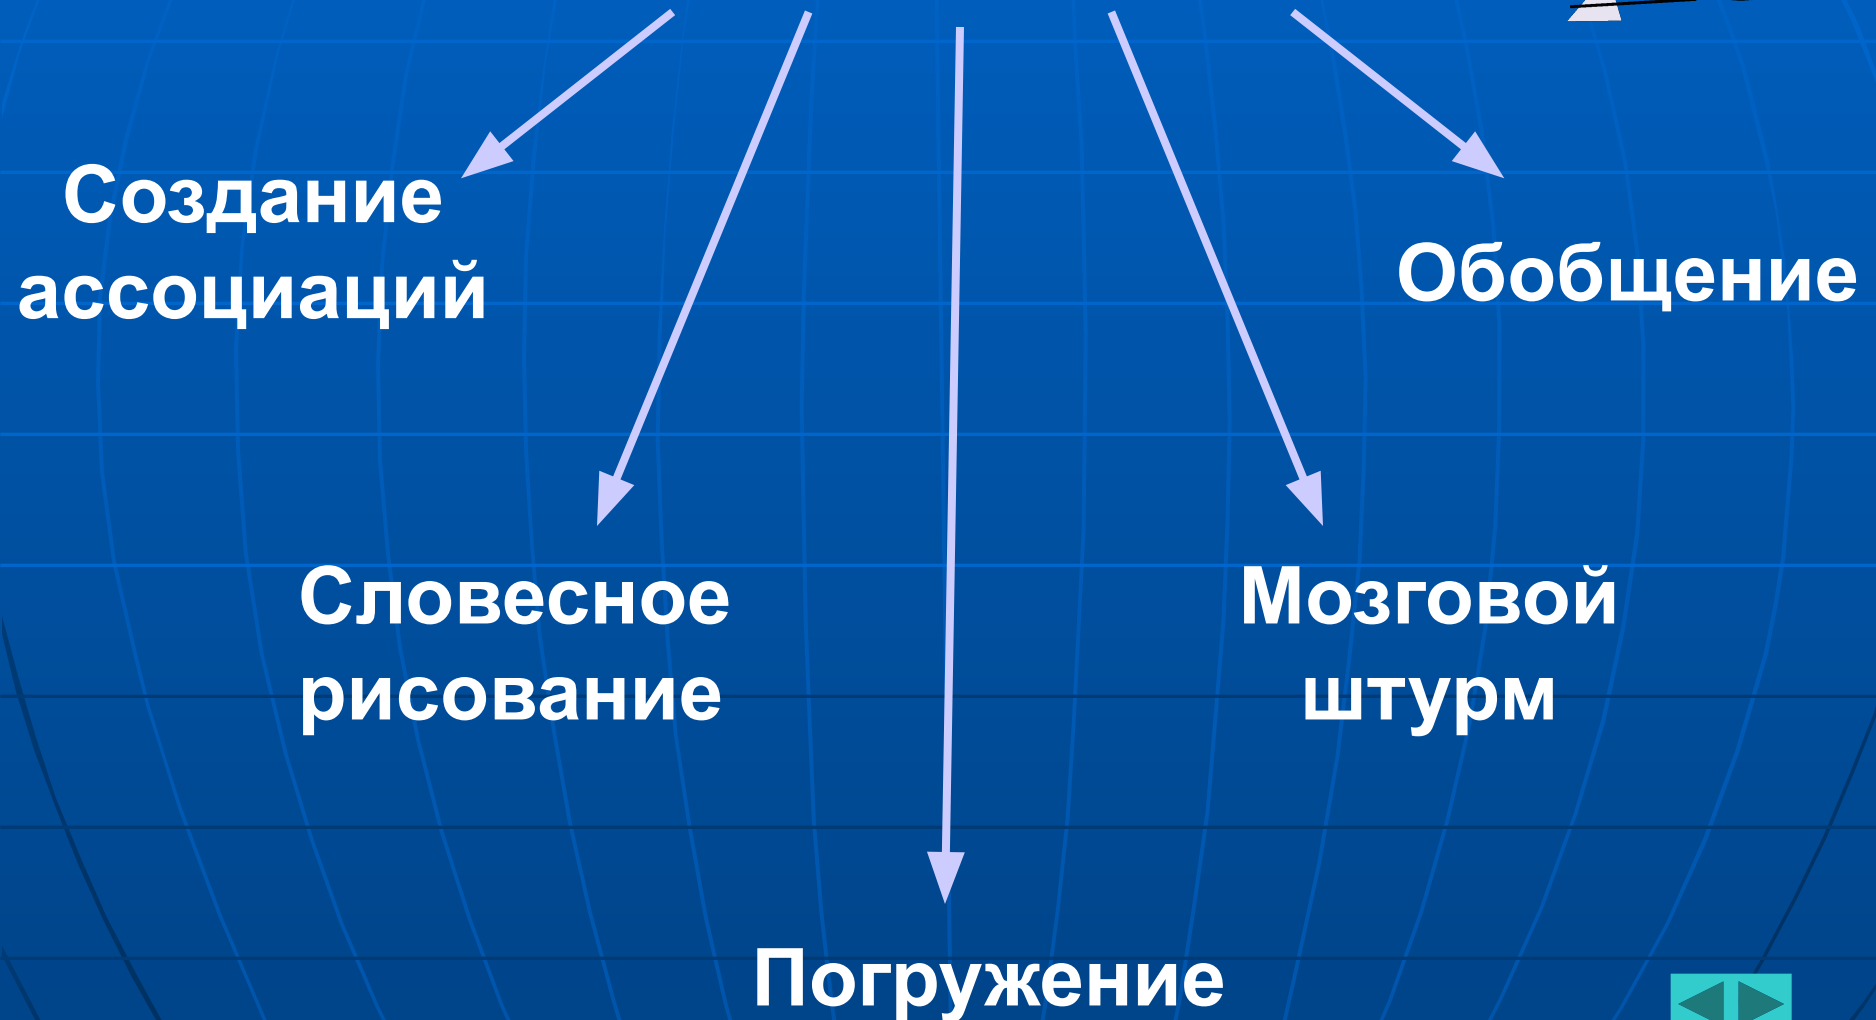 Создание
ассоциаций
Обобщение
Словесное
рисование
Мозговой
штурм
Погружение